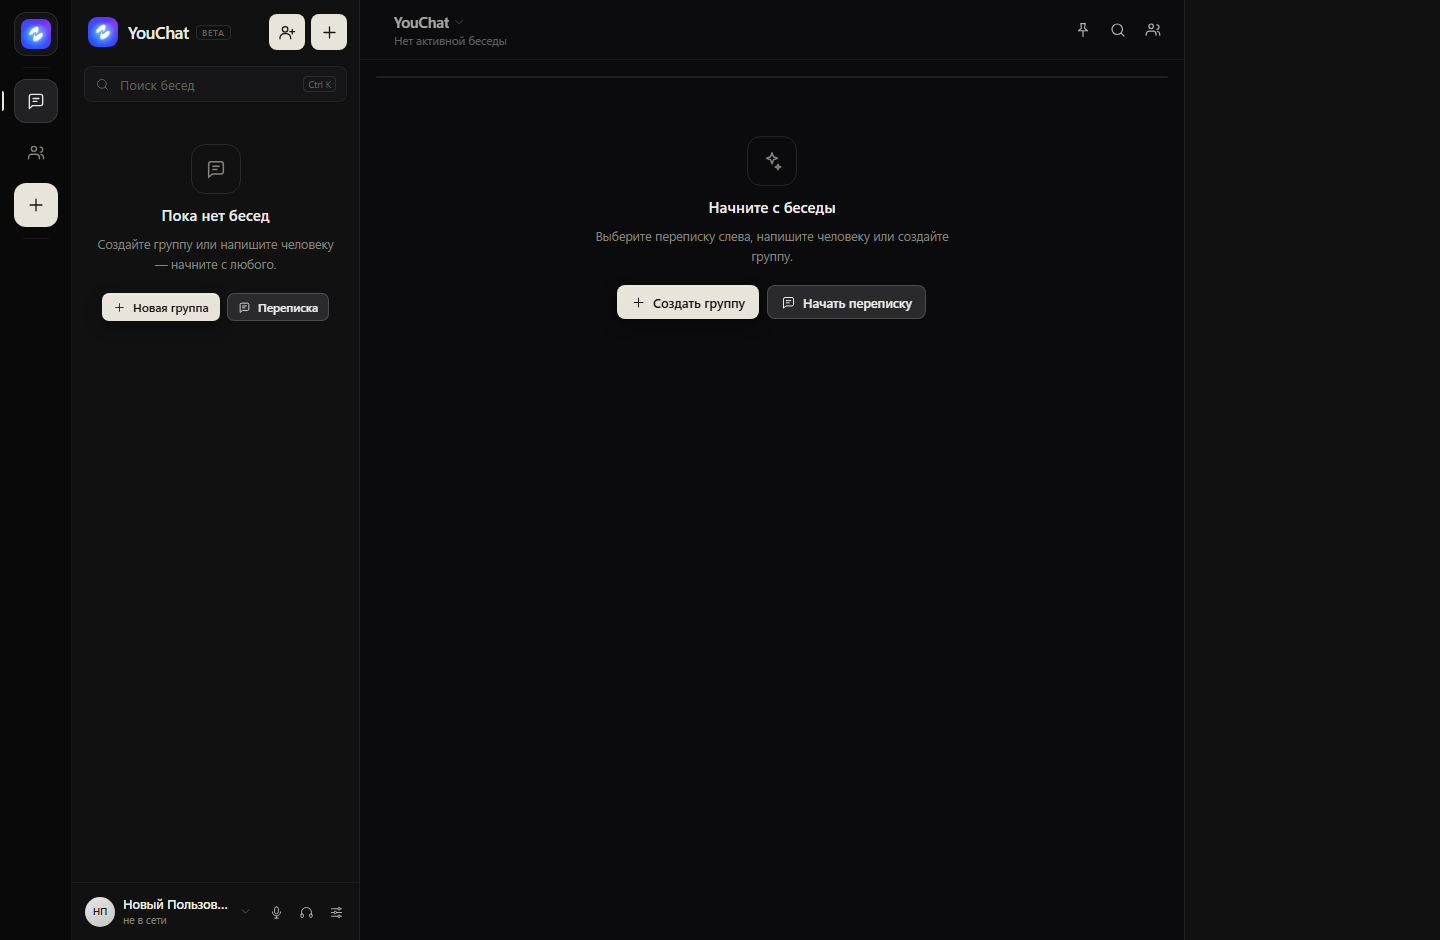 YouChat BETA
Поиск бесед Ctrl K
Пока нет бесед
Создайте группу или напишите человеку
— начните с любого.
Новая группа Переписка
НП Новый Пользов...
не в сети
YouChat
Нет активной беседы
Начните с беседы
Выберите переписку слева, напишите человеку или создайте
группу.
Создать группу Начать переписку